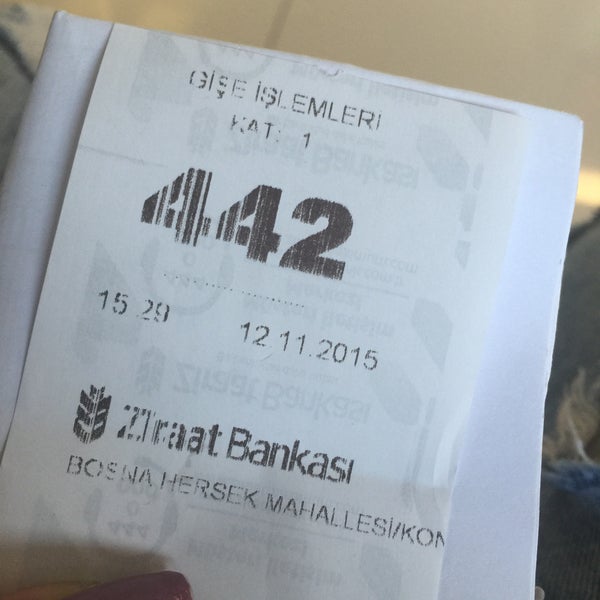 GİŞE İŞLEMLERİ
KAT: 1
442
15:29 12.11.2015
Ziraat Bankası
BOSNA HERSEK MAHALLESİ/KON